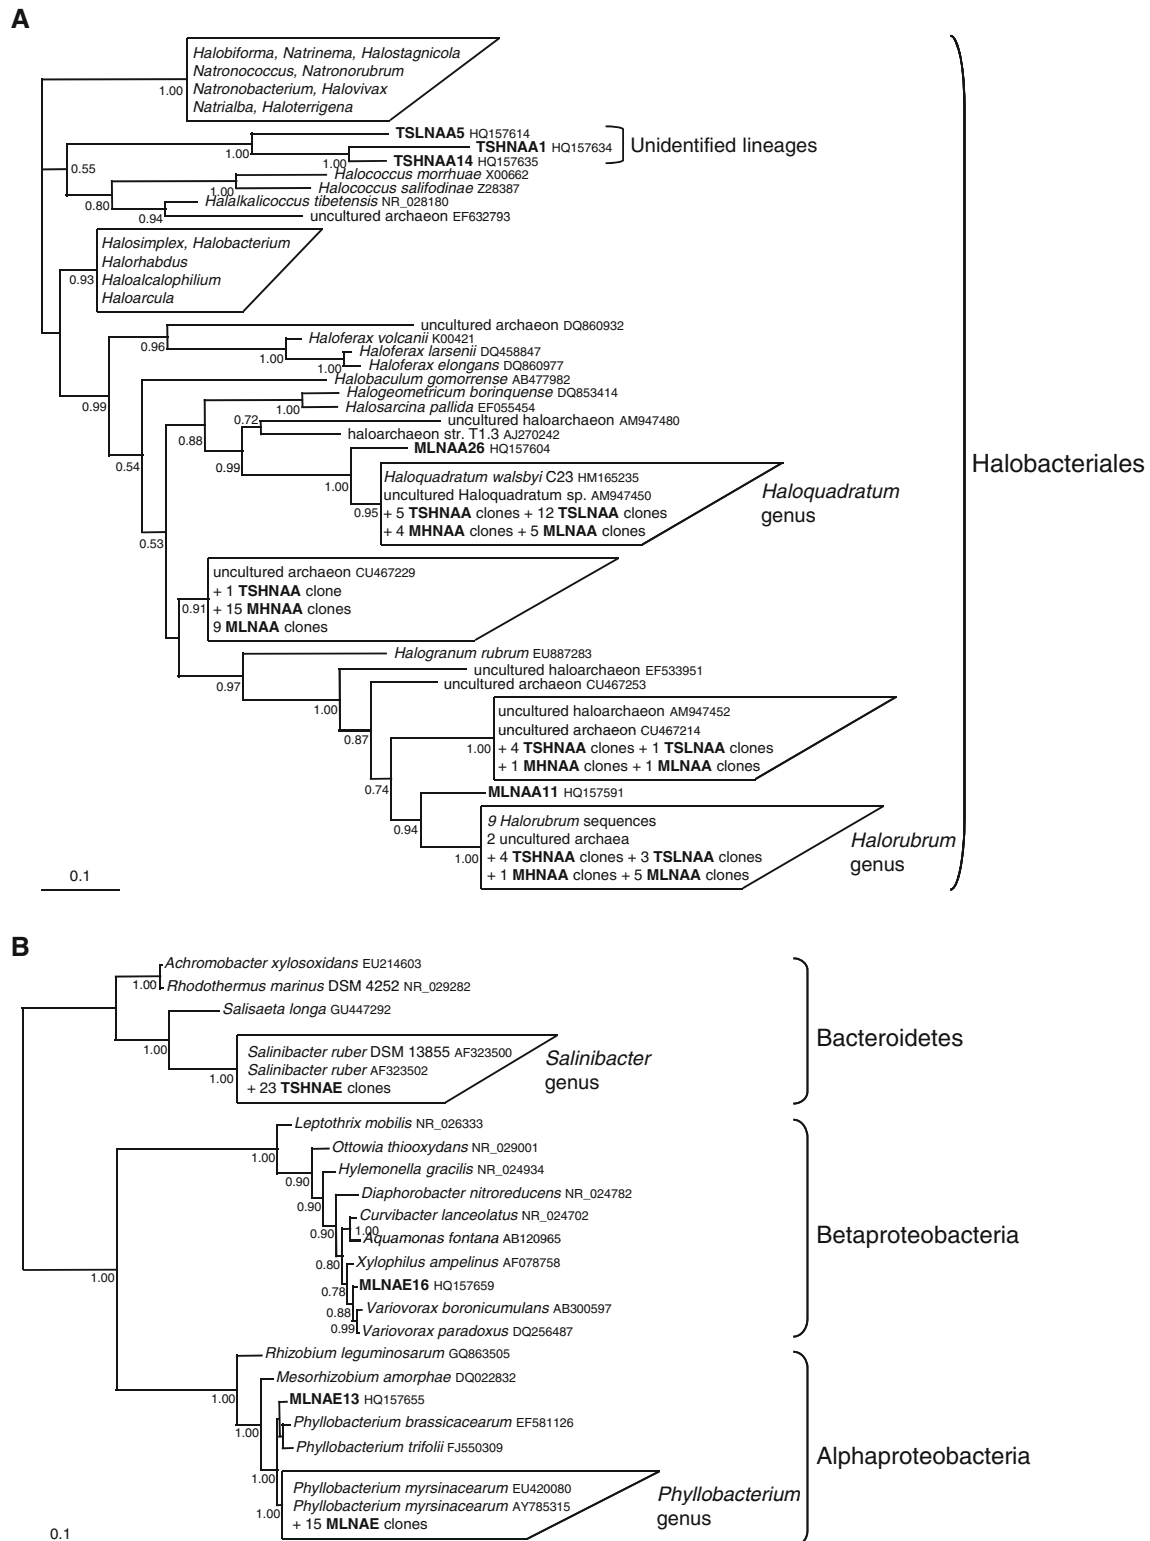 A
Halobiforma, Natrinema, Halostagnicola
Natronococcus, Natronorubrum
Natronobacterium, Halovivax
Natrialba, Haloterrigena
1.00
TSLNAA5 HQ157614
TSHNAA1 HQ157634
1.00
Unidentified lineages
TSHNAA14 HQ157635
1.00
0.55
Halococcus morrhuae X00662
Halococcus salifodinae Z28387
1.00
Halalkalicoccus tibetensis NR_028180
0.80
uncultured archaeon EF632793
0.94
Halosimplex, Halobacterium
Halorhabdus
Haloalcalophilium
Haloarcula
0.93
uncultured archaeon DQ860932
Haloferax volcanii K00421
0.96
Haloferax larsenii DQ458847
1.00
Haloferax elongans DQ860977
1.00
Halobaculum gomorrense AB477982
Halogeometricum borinquense DQ853414
0.99
Halosarcina pallida EF055454
1.00
uncultured haloarchaeon AM947480
0.72
haloarchaeon str. T1.3 AJ270242
0.88
MLNAA26 HQ157604
0.54
0.99
Halobacteriales
Haloquadratum walsbyi C23 HM165235
1.00
uncultured Haloquadratum sp. AM947450
+ 5 TSHNAA clones + 12 TSLNAA clones
0.95
+ 4 MHNAA clones + 5 MLNAA clones
Haloquadratum
genus
0.53
uncultured archaeon CU467229
+ 1 TSHNAA clone
+ 15 MHNAA clones
9 MLNAA clones
0.91
Halogranum rubrum EU887283
uncultured haloarchaeon EF533951
uncultured archaeon CU467253
0.97
1.00
uncultured haloarchaeon AM947452
uncultured archaeon CU467214
0.87
+ 4 TSHNAA clones + 1 TSLNAA clones
1.00
+ 1 MHNAA clones + 1 MLNAA clones
0.74
MLNAA11 HQ157591
9 Halorubrum sequences
0.94
2 uncultured archaea
+ 4 TSHNAA clones + 3 TSLNAA clones
1.00
+ 1 MHNAA clones + 5 MLNAA clones
Halorubrum
genus
0.1
B
Achromobacter xylosoxidans EU214603
1.00
Rhodothermus marinus DSM 4252 NR_029282
Salisaeta longa GU447292
1.00
Salinibacter ruber DSM 13855 AF323500
Salinibacter ruber AF323502
1.00
+ 23 TSHNAE clones
Salinibacter
genus
Bacteroidetes
Leptothrix mobilis NR_026333
Ottowia thiooxydans NR_029001
1.00
Hylemonella gracilis NR_024934
0.90
Diaphorobacter nitroreducens NR_024782
0.90
Curvibacter lanceolatus NR_024702
0.90
1.00
Aquamonas fontana AB120965
Betaproteobacteria
Xylophilus ampelinus AF078758
0.80
MLNAE16 HQ157659
0.78
Variovorax boronicumulans AB300597
0.88
Variovorax paradoxus DQ256487
0.99
1.00
Rhizobium leguminosarum GQ863505
Mesorhizobium amorphae DQ022832
1.00
MLNAE13 HQ157655
Phyllobacterium brassicacearum EF581126
1.00
Phyllobacterium trifolii FJ550309
Alphaproteobacteria
1.00
Phyllobacterium myrsinacearum EU420080
Phyllobacterium myrsinacearum AY785315
1.00
+ 15 MLNAE clones
Phyllobacterium
genus
0.1